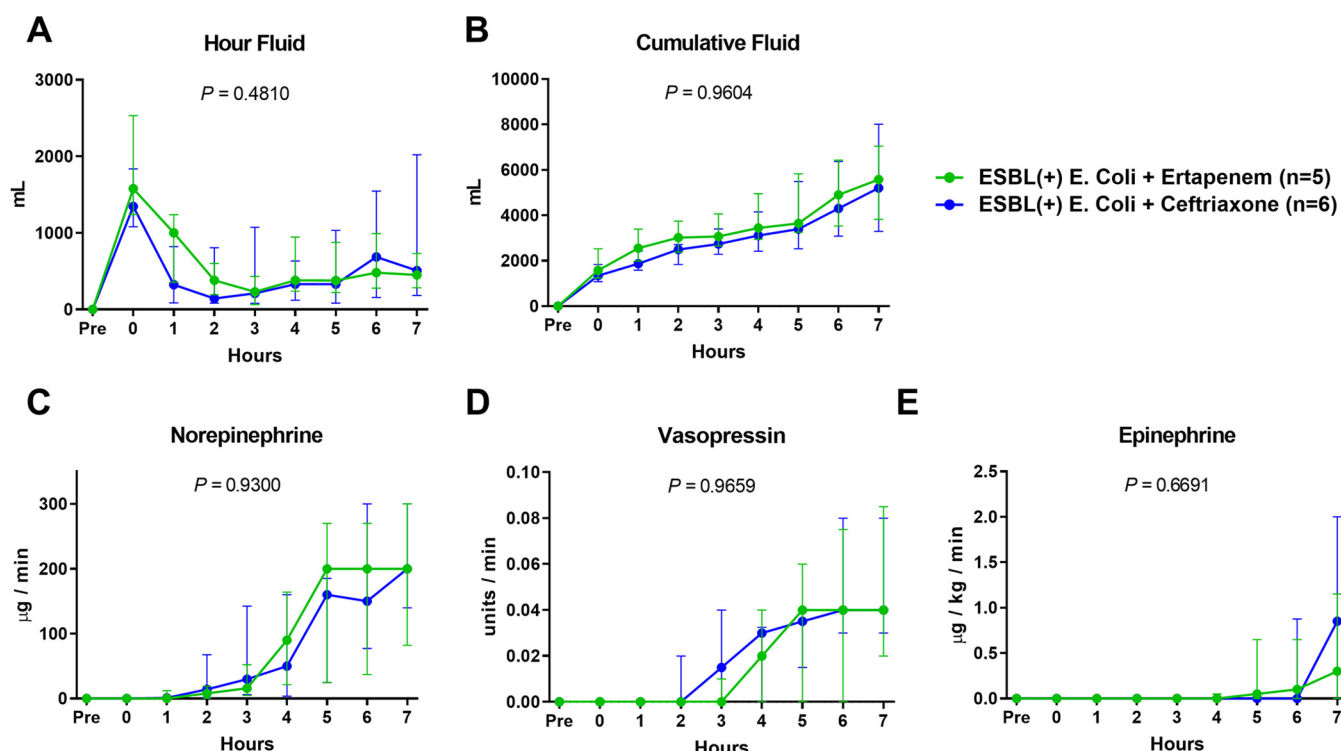 A
Hour Fluid
P = 0.4810
3000
2000
1000
0
mL
Pre 0 1 2 3 4 5 6 7
Hours
B
Cumulative Fluid
P = 0.9604
10000
8000
6000
4000
2000
0
mL
Pre 0 1 2 3 4 5 6 7
Hours
ESBL(+) E. Coli + Ertapenem (n=5)
ESBL(+) E. Coli + Ceftriaxone (n=6)
C
Norepinephrine
P = 0.9300
300
200
100
0
μg / min
Pre 0 1 2 3 4 5 6 7
Hours
D
Vasopressin
P = 0.9659
0.10
0.08
0.06
0.04
0.02
0.00
units / min
Pre 0 1 2 3 4 5 6 7
Hours
E
Epinephrine
P = 0.6691
2.5
2.0
1.5
1.0
0.5
0.0
μg / kg / min
Pre 0 1 2 3 4 5 6 7
Hours